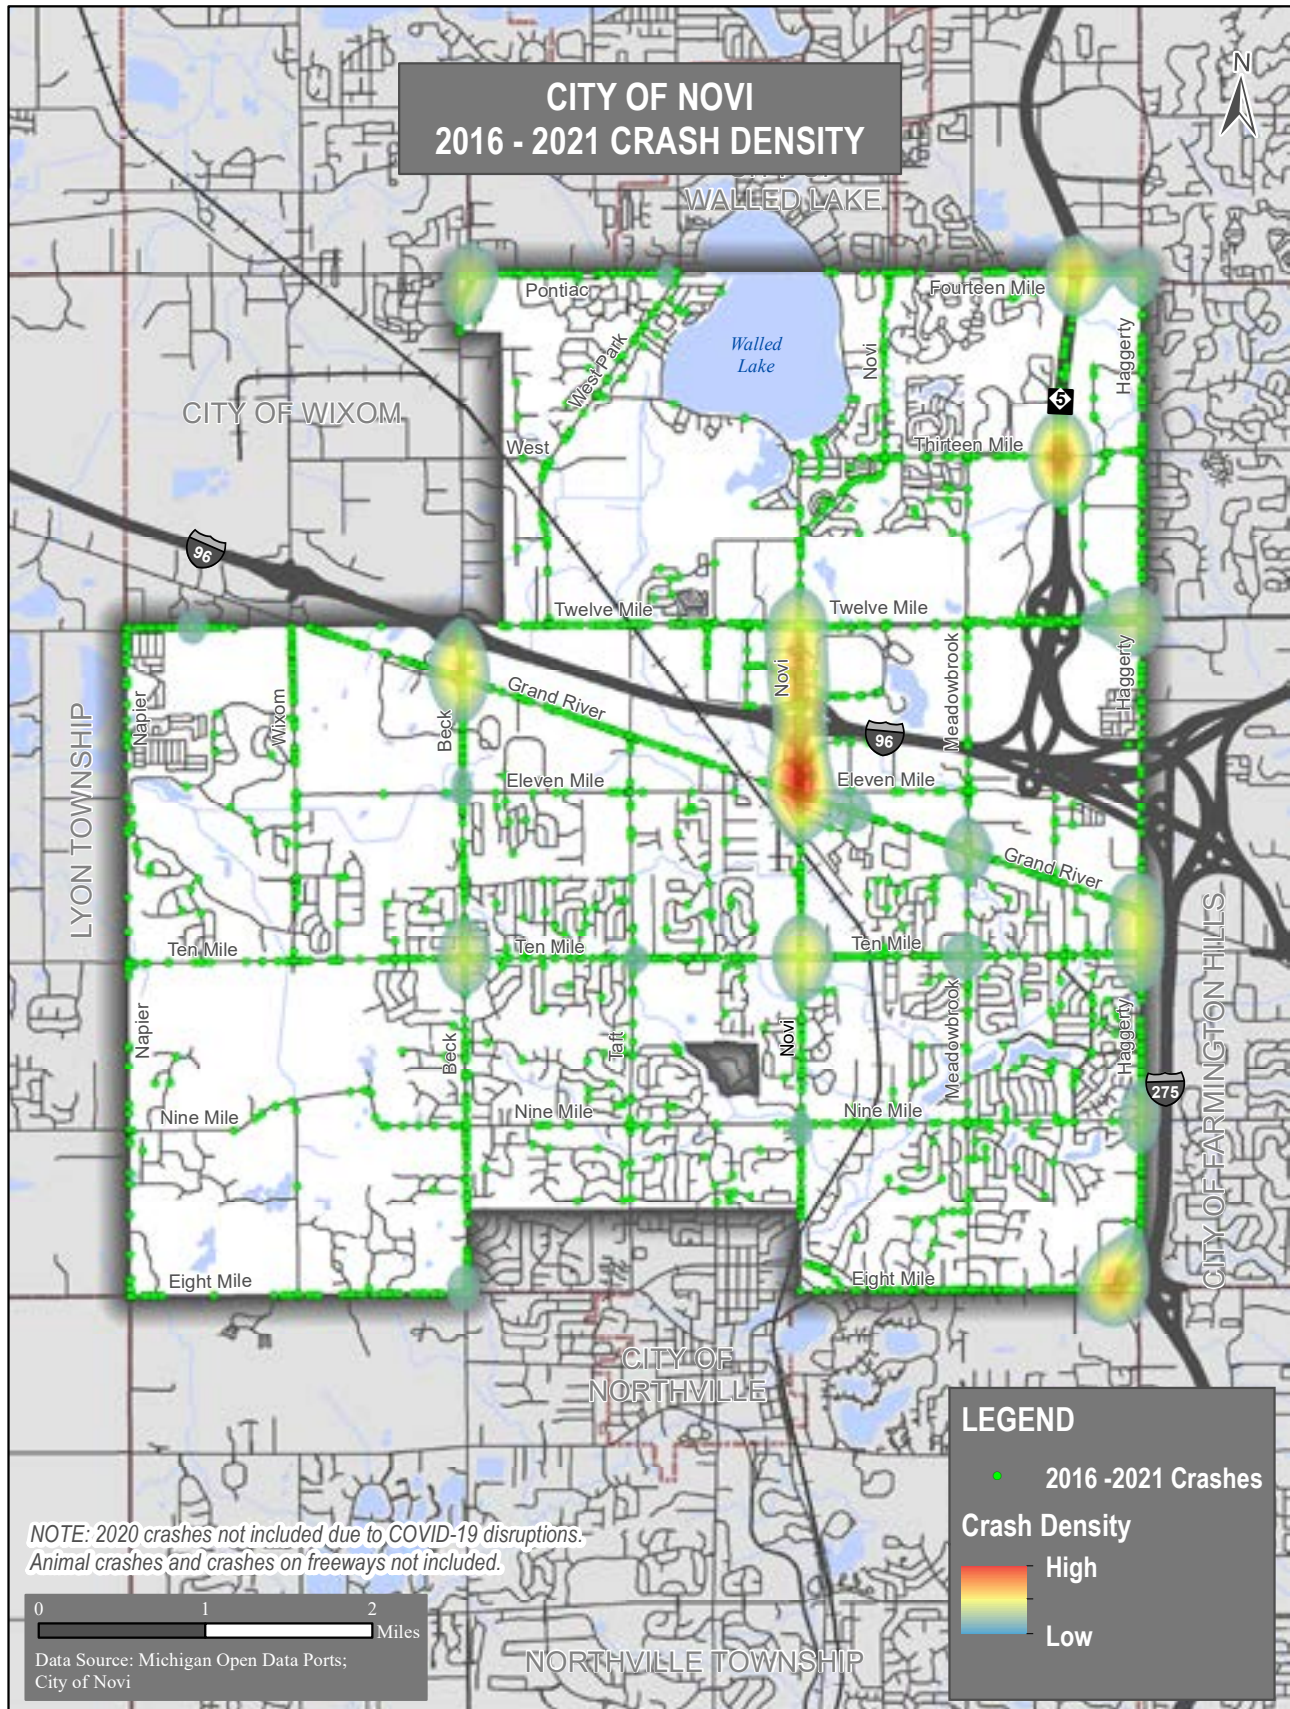 CITY OF NOVI
2016 - 2021 CRASH DENSITY
N
WALLED LAKE
Pontiac
Fourteen Mile
Haggerty
Walled
Lake
Novi
West Park
5
CITY OF WIXOM
West
Thirteen Mile
96
Twelve Mile
Twelve Mile
Napier
Wixom
Beck
Grand River
Novi
Meadowbrook
Haggerty
96
LYON TOWNSHIP
Eleven Mile
Eleven Mile
Grand River
Ten Mile
Ten Mile
Ten Mile
CITY OF FARMINGTON HILLS
Napier
Beck
Taft
Novi
Meadowbrook
Haggerty
275
Nine Mile
Nine Mile
Nine Mile
Eight Mile
Eight Mile
CITY OF
NORTHVILLE
LEGEND
2016 -2021 Crashes
Crash Density
High
Low
NOTE: 2020 crashes not included due to COVID-19 disruptions.
Animal crashes and crashes on freeways not included.
0 1 2
Miles
Data Source: Michigan Open Data Ports;
City of Novi
NORTHVILLE TOWNSHIP